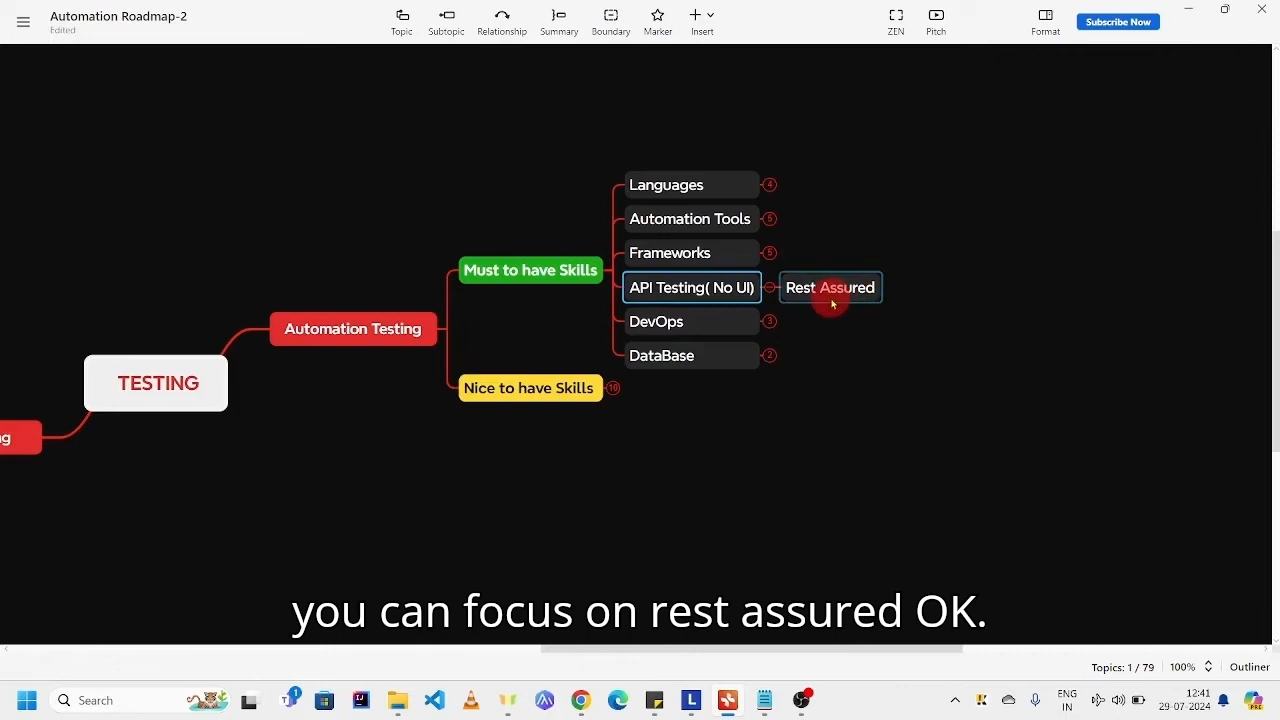 Automation Roadmap-2
Edited
Relationship
Summary
Boundary
Marker
Insert
ZEN
Pitch
Format
Subscribe Now
Languages
4
Automation Tools
5
Frameworks
5
Must to have Skills
API Testing( No UI)
Rest Assured
DevOps
3
Automation Testing
DataBase
2
TESTING
Nice to have Skills
you can focus on rest assured OK.
Topics: 1 / 79
100%
Outliner
Search
1
ENG
IN
12:41
29-07-2024